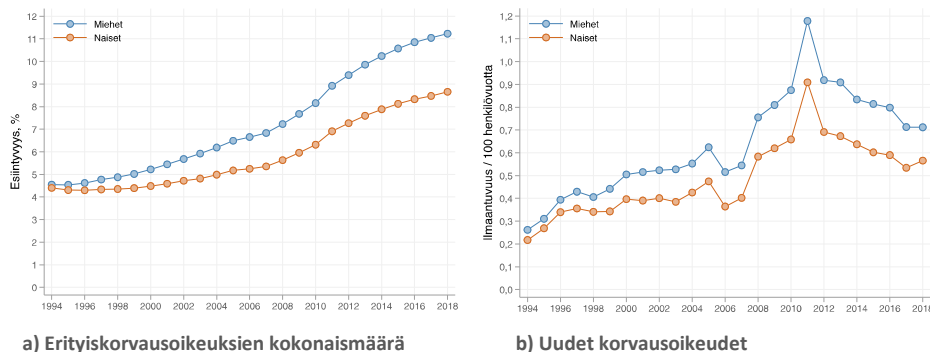 Miehet
Naiset
Esiintyvyys, %
12
11
10
9
8
7
6
5
4
3
2
1
0
1994 1996 1998 2000 2002 2004 2006 2008 2010 2012 2014 2016 2018
a) Erityiskorvausoikeuksien kokonaismäärä
Miehet
Naiset
Ilmaantuvuus / 100 henkilövuotta
1,2
1,1
1,0
0,9
0,8
0,7
0,6
0,5
0,4
0,3
0,2
0,1
0,0
1994 1996 1998 2000 2002 2004 2006 2008 2010 2012 2014 2016 2018
b) Uudet korvausoikeudet